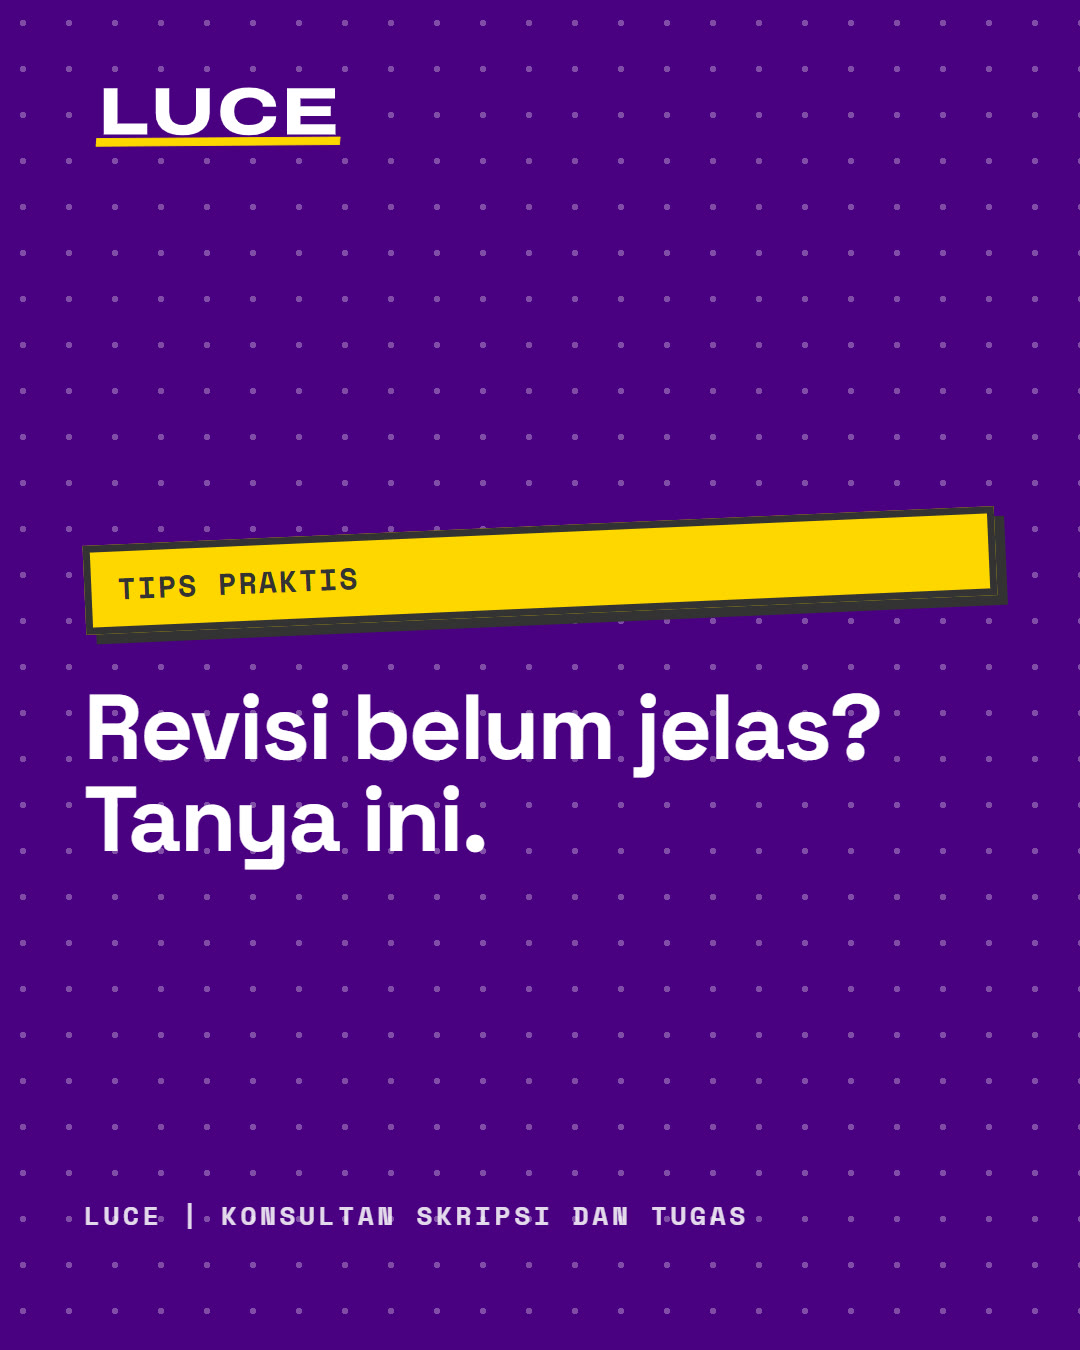 LUCE
TIPS PRAKTIS
Revisi belum jelas?
Tanya ini.
LUCE | KONSULTAN SKRIPSI DAN TUGAS